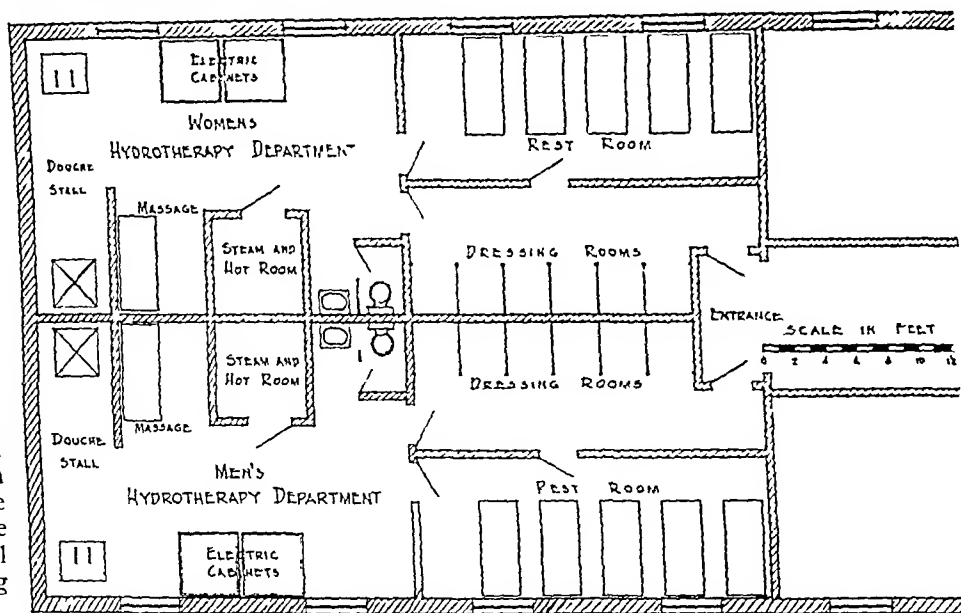 ELECTRIC
CABINETS
WOMENS
HYDROTHERAPY DEPARTMENT
REST ROOM
DOUCHE
STALL
MASSAGE
STEAM AND
HOT ROOM
DRESSING ROOMS
ENTRANCE
SCALE IN FEET
0 2 4 6 8 10 12
STEAM AND
HOT ROOM
DRESSING ROOMS
MASSAGE
DOUCHE
STALL
MEN'S
HYDROTHERAPY DEPARTMENT
REST ROOM
ELECTRIC
CABINETS
e
e
l
g